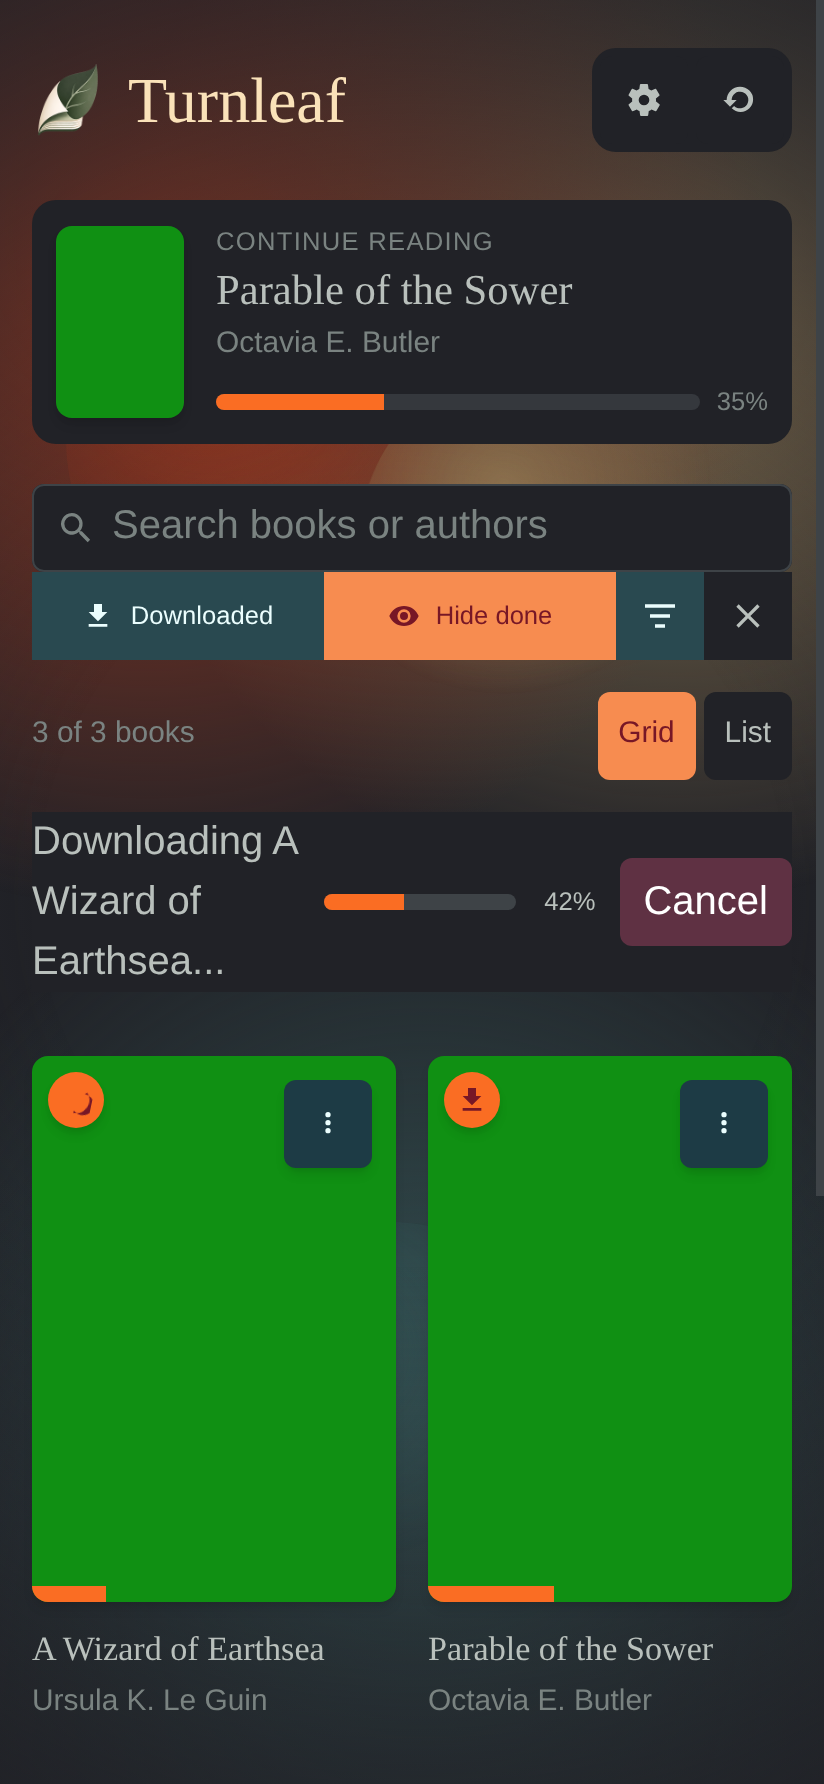 Turnleaf
CONTINUE READING
Parable of the Sower
Octavia E. Butler
35%
Search books or authors
Downloaded
Hide done
3 of 3 books
Grid
List
Downloading A
Wizard of
Earthsea...
42%
Cancel
A Wizard of Earthsea
Ursula K. Le Guin
Parable of the Sower
Octavia E. Butler